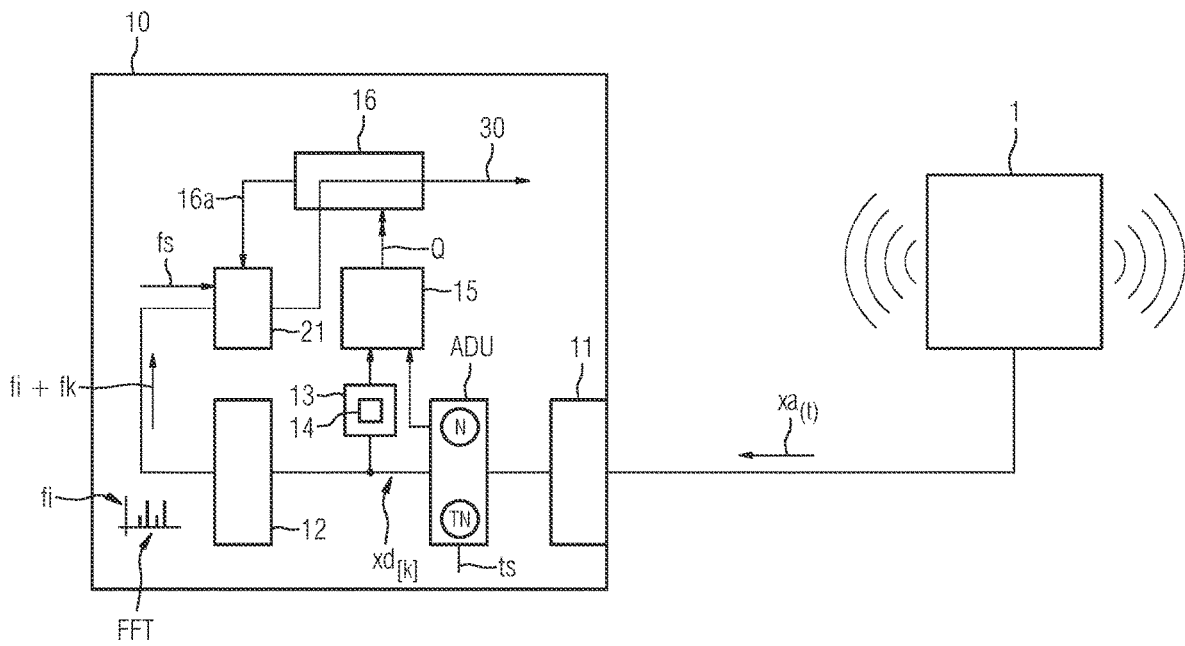 10
16
30
1
16a
fs
Q
15
21
ADU
11
fi + fk
13
14
N
xa(t)
fi
12
TN
xd[k]
ts
FFT